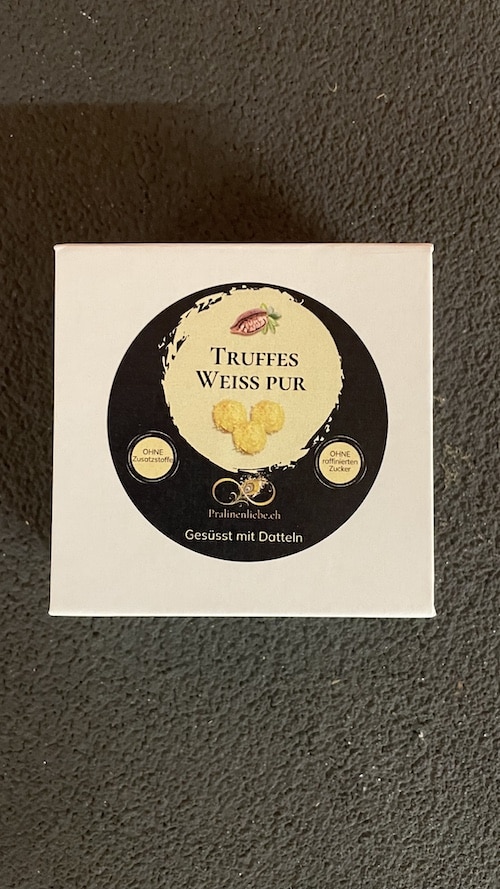 TRUFFES
WEISS PUR
OHNE
Zusatzstoffe
OHNE
raffinierten
Zucker
Pralinenliebe.ch
Gesüsst mit Datteln